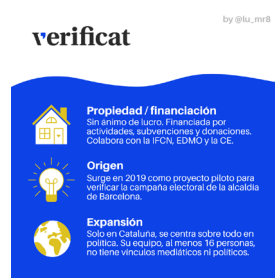 by @lu_mr8
verificat
Propiedad / financiación
Sin ánimo de lucro. Financiada por
actividades, subvenciones y donaciones.
Colabora con la IFCN, EDMO y la CE.
Origen
Surge en 2019 como proyecto piloto para
verificar la campaña electoral de la alcaldia
de Barcelona.
Expansión
Solo en Cataluña, se centra sobre todo en
política. Su equipo, al menos 16 personas,
no tiene vínculos mediáticos ni políticos.